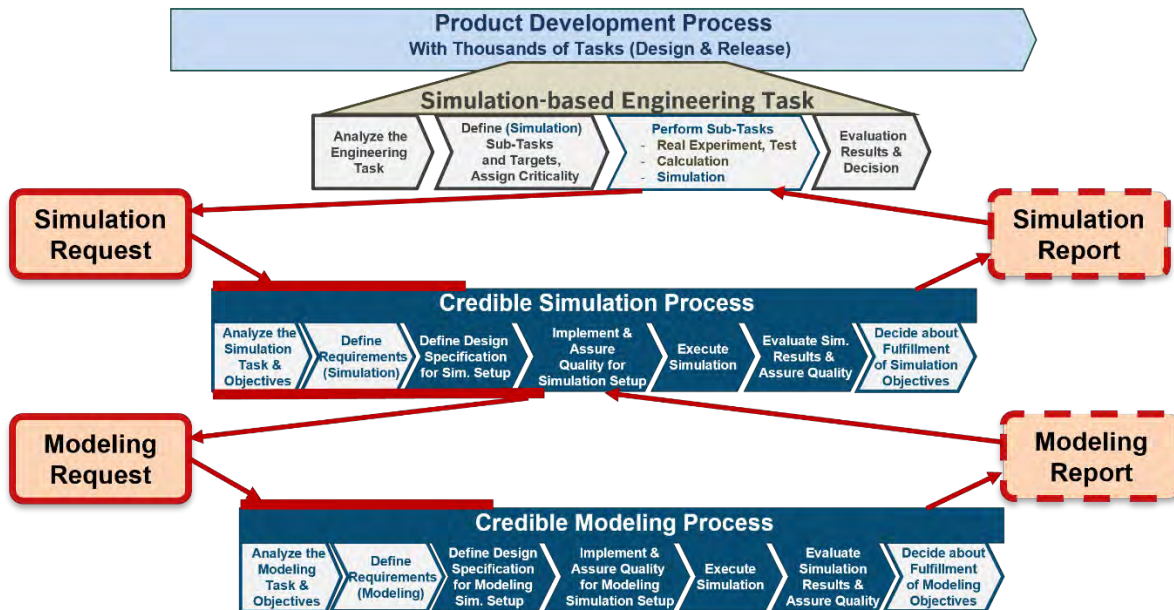 Product Development Process
With Thousands of Tasks (Design & Release)
Simulation-based Engineering Task
Analyze the
Engineering
Task
Define (Simulation)
Sub-Tasks
and Targets,
Assign Criticality
Perform Sub-Tasks
- Real Experiment, Test
- Calculation
- Simulation
Evaluation
Results &
Decision
Simulation
Request
Simulation
Report
Credible Simulation Process
Analyze the
Simulation
Task &
Objectives
Define
Requirements
(Simulation)
Define Design
Specification
for Sim. Setup
Implement &
Assure
Quality for
Simulation Setup
Execute
Simulation
Evaluate Sim.
Results &
Assure Quality
Decide about
Fulfillment
of Simulation
Objectives
Modeling
Request
Modeling
Report
Credible Modeling Process
Analyze the
Modeling
Task &
Objectives
Define
Requirements
(Modeling)
Define Design
Specification
for Modeling
Sim. Setup
Implement &
Assure Quality
for Modeling
Simulation Setup
Execute
Simulation
Evaluate
Simulation
Results &
Assure Quality
Decide about
Fulfillment
of Modeling
Objectives